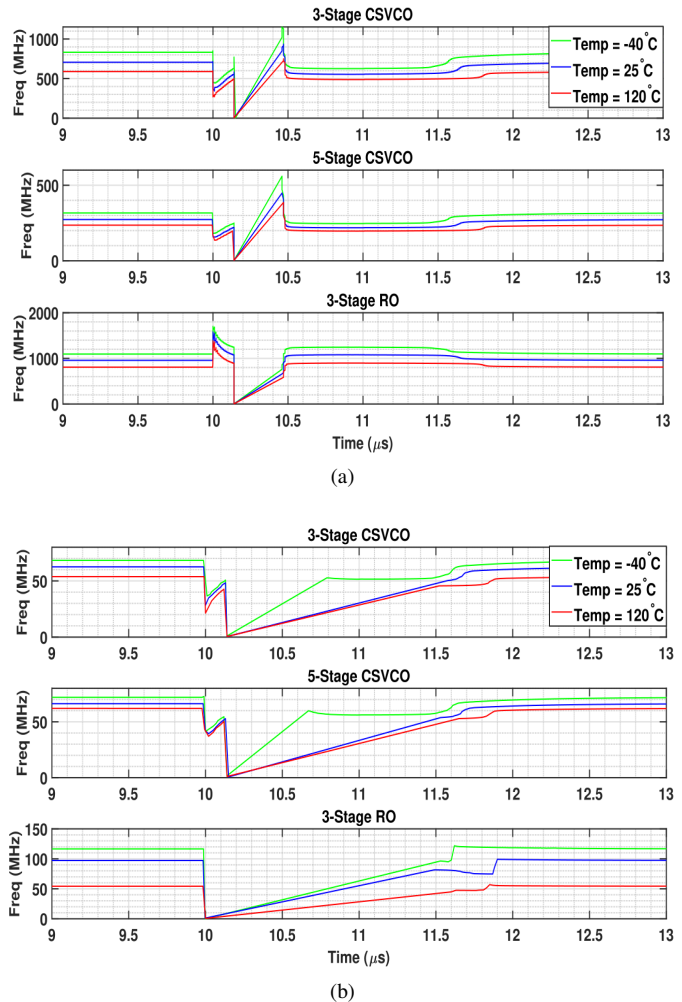 3-Stage CSVCO
Freq (MHz)
1000
500
0
Temp = -40°C
Temp = 25°C
Temp = 120°C
9 9.5 10 10.5 11 11.5 12 12.5 13
5-Stage CSVCO
Freq (MHz)
500
0
9 9.5 10 10.5 11 11.5 12 12.5 13
3-Stage RO
Freq (MHz)
2000
1000
0
9 9.5 10 10.5 11 11.5 12 12.5 13
Time (μs)
(a)
3-Stage CSVCO
Freq (MHz)
50
0
Temp = -40°C
Temp = 25°C
Temp = 120°C
9 9.5 10 10.5 11 11.5 12 12.5 13
5-Stage CSVCO
Freq (MHz)
50
0
9 9.5 10 10.5 11 11.5 12 12.5 13
3-Stage RO
Freq (MHz)
150
100
50
0
9 9.5 10 10.5 11 11.5 12 12.5 13
Time (μs)
(b)